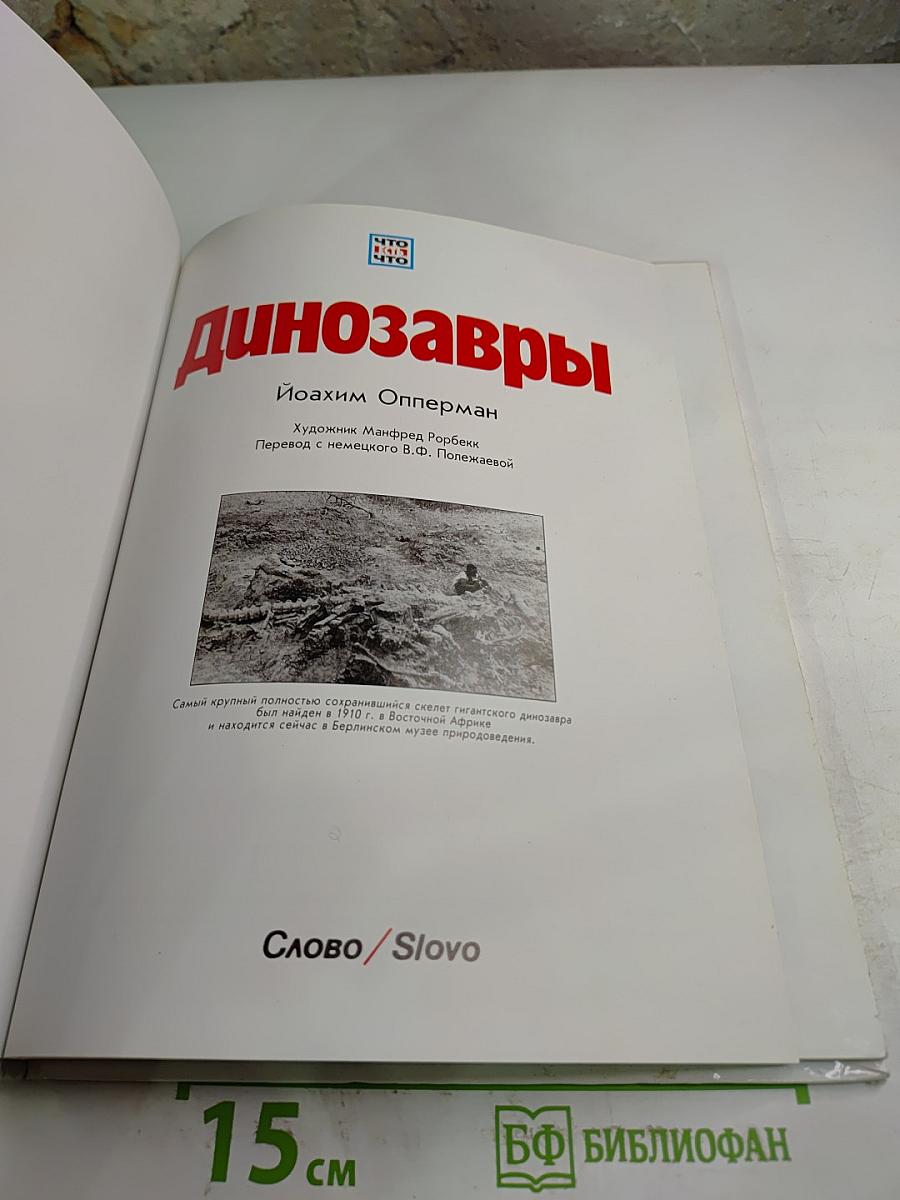 ЧТО
ЕСТЬ
ЧТО
Динозавры
Йоахим Опперман
Художник Манфред Рорбекк
Перевод с немецкого В.Ф. Полежаевой
Самый крупный полностью сохранившийся скелет гигантского динозавра
был найден в 1910 г. в Восточной Африке
и находится сейчас в Берлинском музее природоведения.
Слово/Slovo
15 см
БФ БИБЛИОФАН